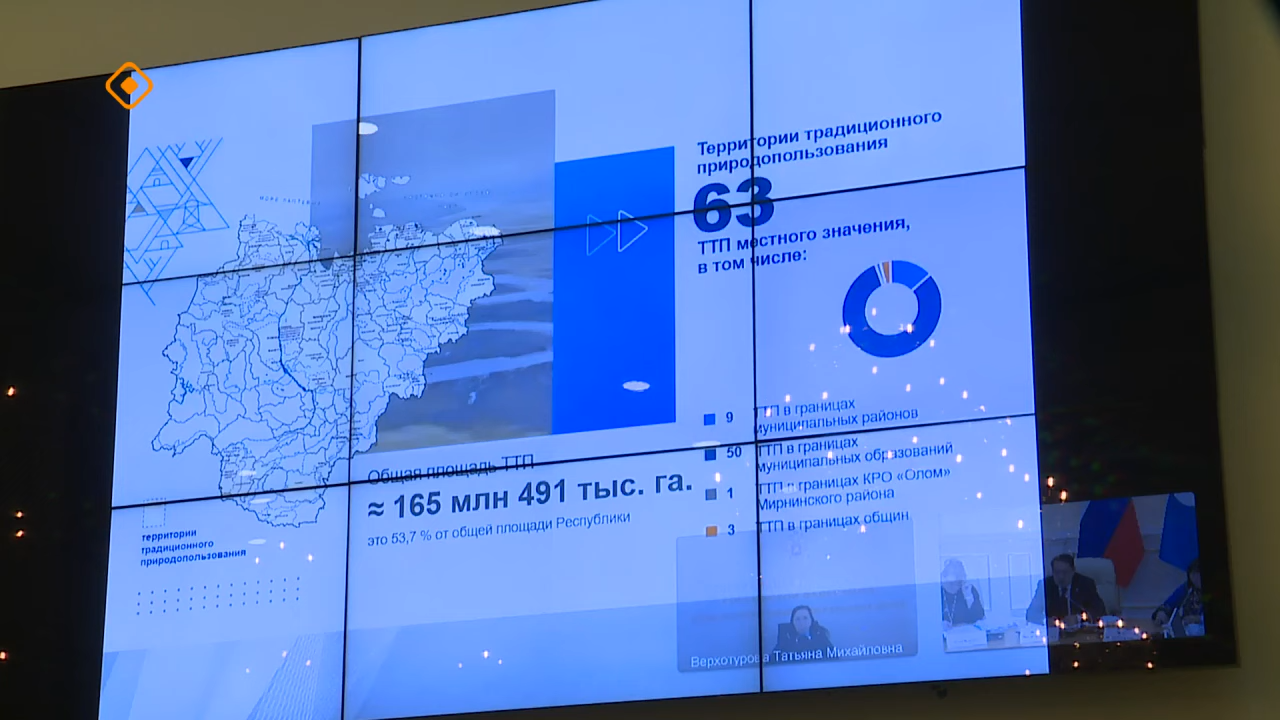 Территории традиционного
природопользования
63
ТТП местного значения,
в том числе:
9 ТТП в границах
муниципальных районов
50 ТТП в границах
муниципальных образований
1 ТТП в границах КРО «Олом»
Мирнинского района
3 ТТП в границах общин
Общая площадь ТТП
≈ 165 млн 491 тыс. га.
это 53,7 % от общей площади Республики
территории
традиционного
природопользования
Верхотурова Татьяна Михайловна